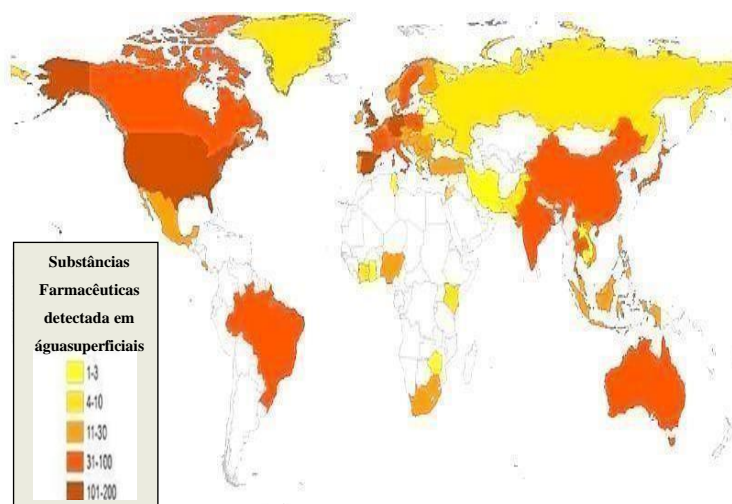 Substâncias
Farmacêuticas
detectada em
águasuperficiais
1-3
4-10
11-30
31-100
101-200